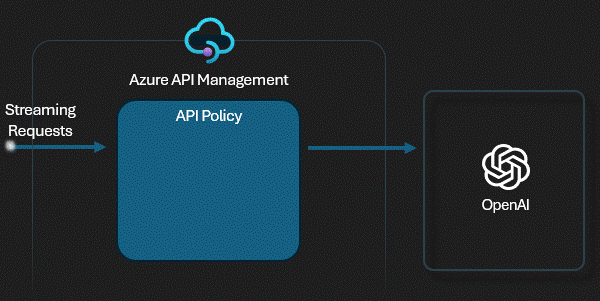 Azure API Management
Streaming
Requests
API Policy
OpenAI